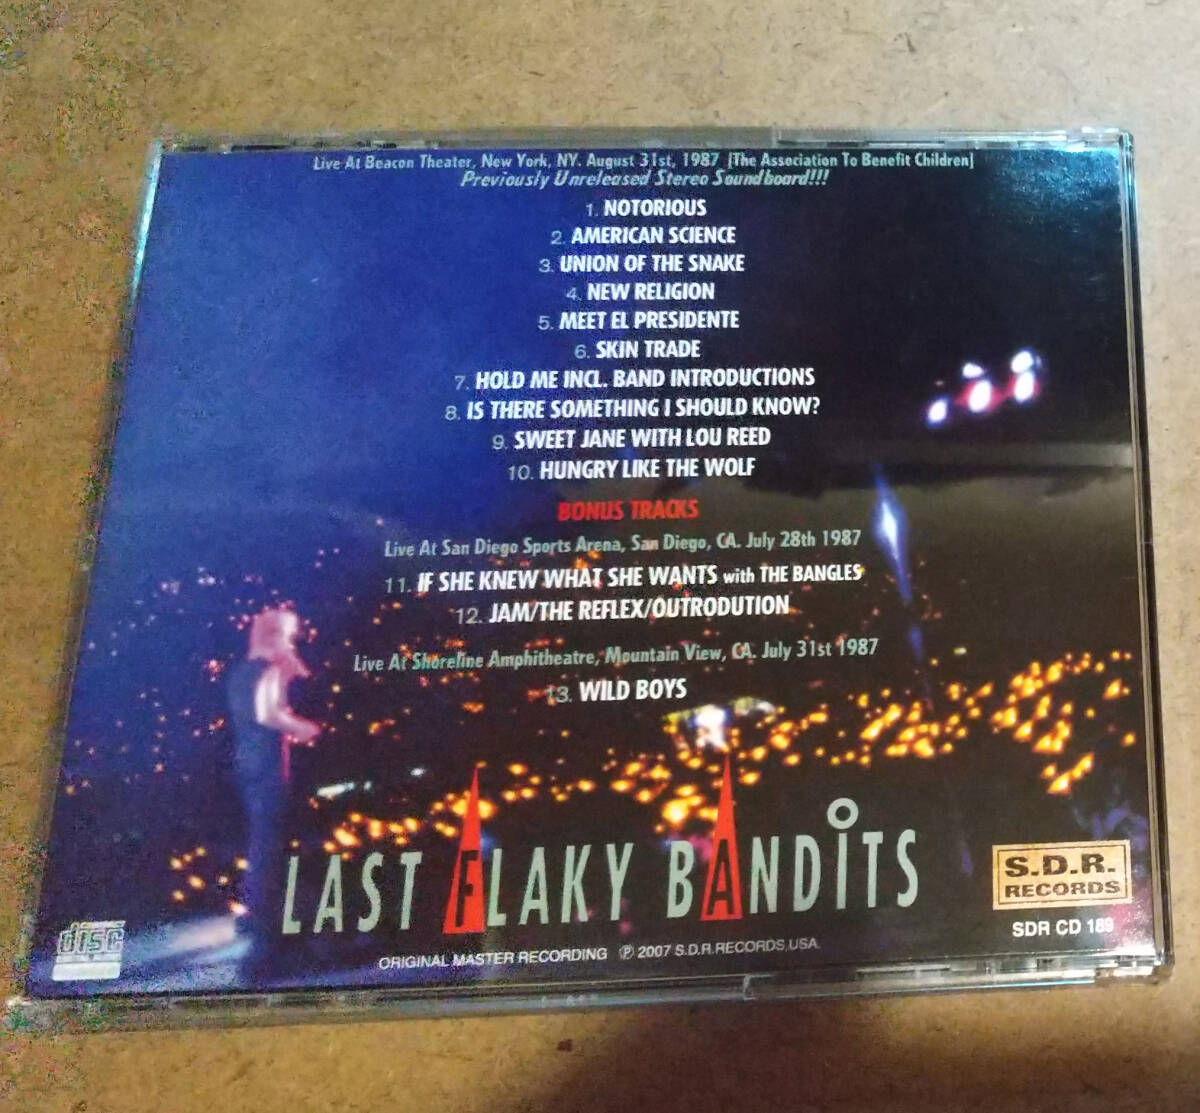 Live At Beacon Theater, New York, NY. August 31st, 1987 [The Association To Benefit Children]
Previously Unreleased Stereo Soundboard!!!
1. NOTORIOUS
2. AMERICAN SCIENCE
3. UNION OF THE SNAKE
4. NEW RELIGION
5. MEET EL PRESIDENTE
6. SKIN TRADE
7. HOLD ME INCL. BAND INTRODUCTIONS
8. IS THERE SOMETHING I SHOULD KNOW?
9. SWEET JANE WITH LOU REED
10. HUNGRY LIKE THE WOLF
BONUS TRACKS
Live At San Diego Sports Arena, San Diego, CA. July 28th 1987
11. IF SHE KNEW WHAT SHE WANTS with THE BANGLES
12. JAM/THE REFLEX/OUTRODUTION
Live At Shoreline Amphitheatre, Mountain View, CA. July 31st 1987
13. WILD BOYS
LAST FLAKY BANDiTS
S.D.R.
RECORDS
SDR CD 189
disc
DIGITAL AUDIO
ORIGINAL MASTER RECORDING ℗ 2007 S.D.R. RECORDS, USA.